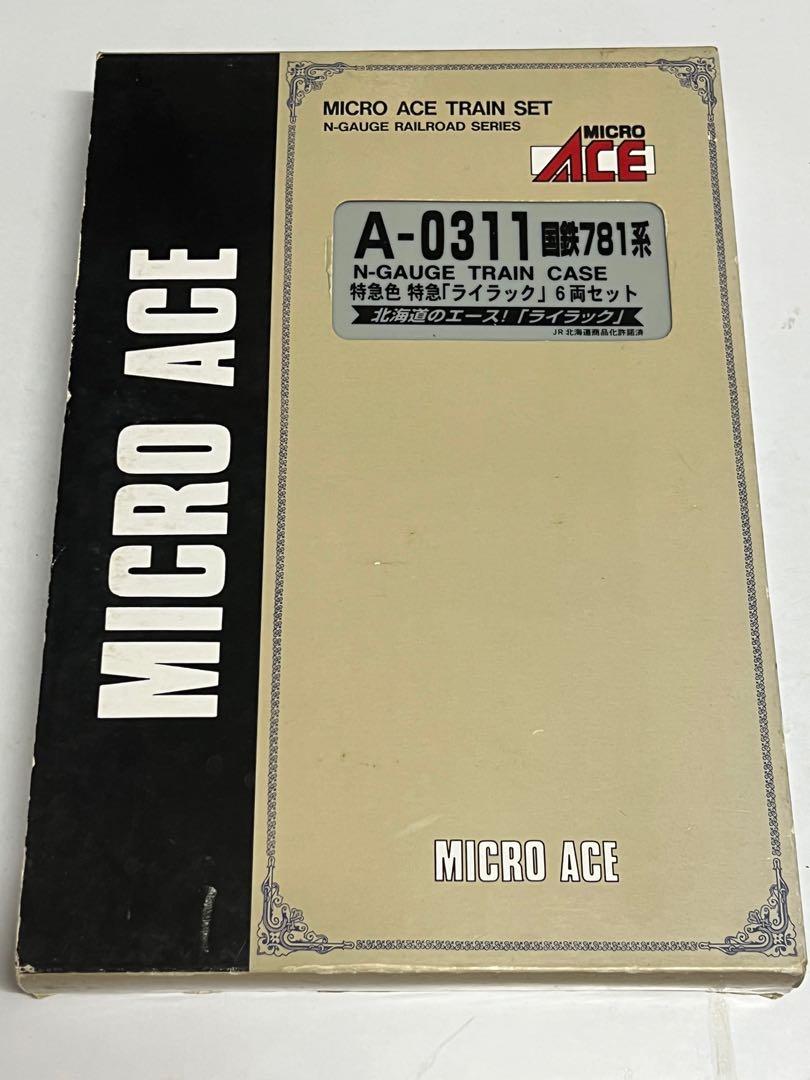 MICRO ACE
MICRO ACE TRAIN SET
N-GAUGE RAILROAD SERIES
MICRO
ACE
A-0311 国鉄781系
N-GAUGE TRAIN CASE
特急色 特急「ライラック」6両セット
北海道のエース!「ライラック」
JR北海道商品化許諾済
MICRO ACE